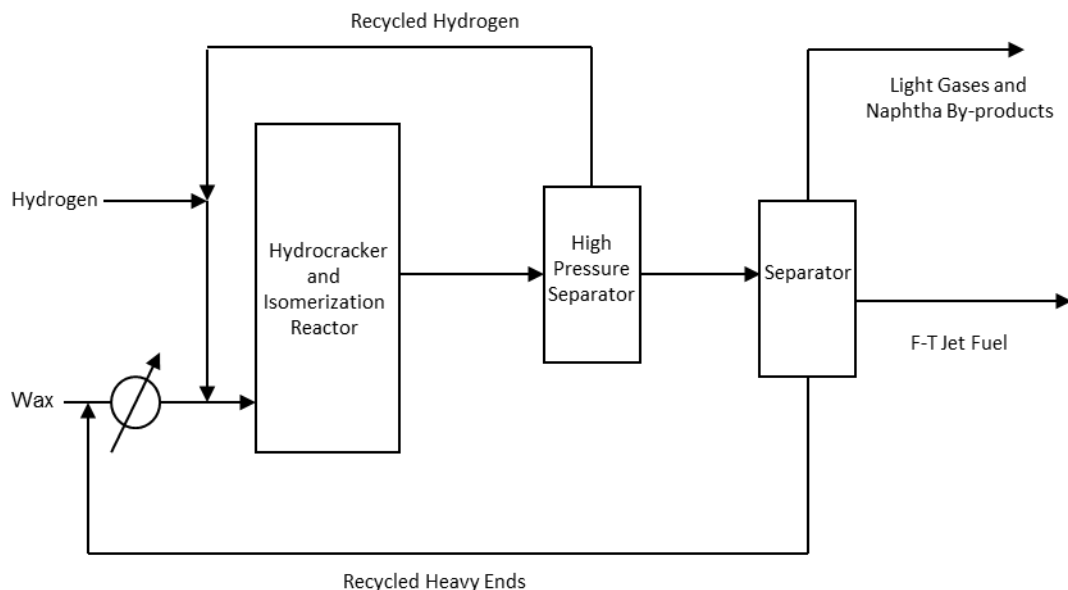 Recycled Hydrogen
Light Gases and
Naphtha By-products
Hydrogen
Hydrocracker
and
Isomerization
Reactor
High
Pressure
Separator
Separator
F-T Jet Fuel
Wax
Recycled Heavy Ends